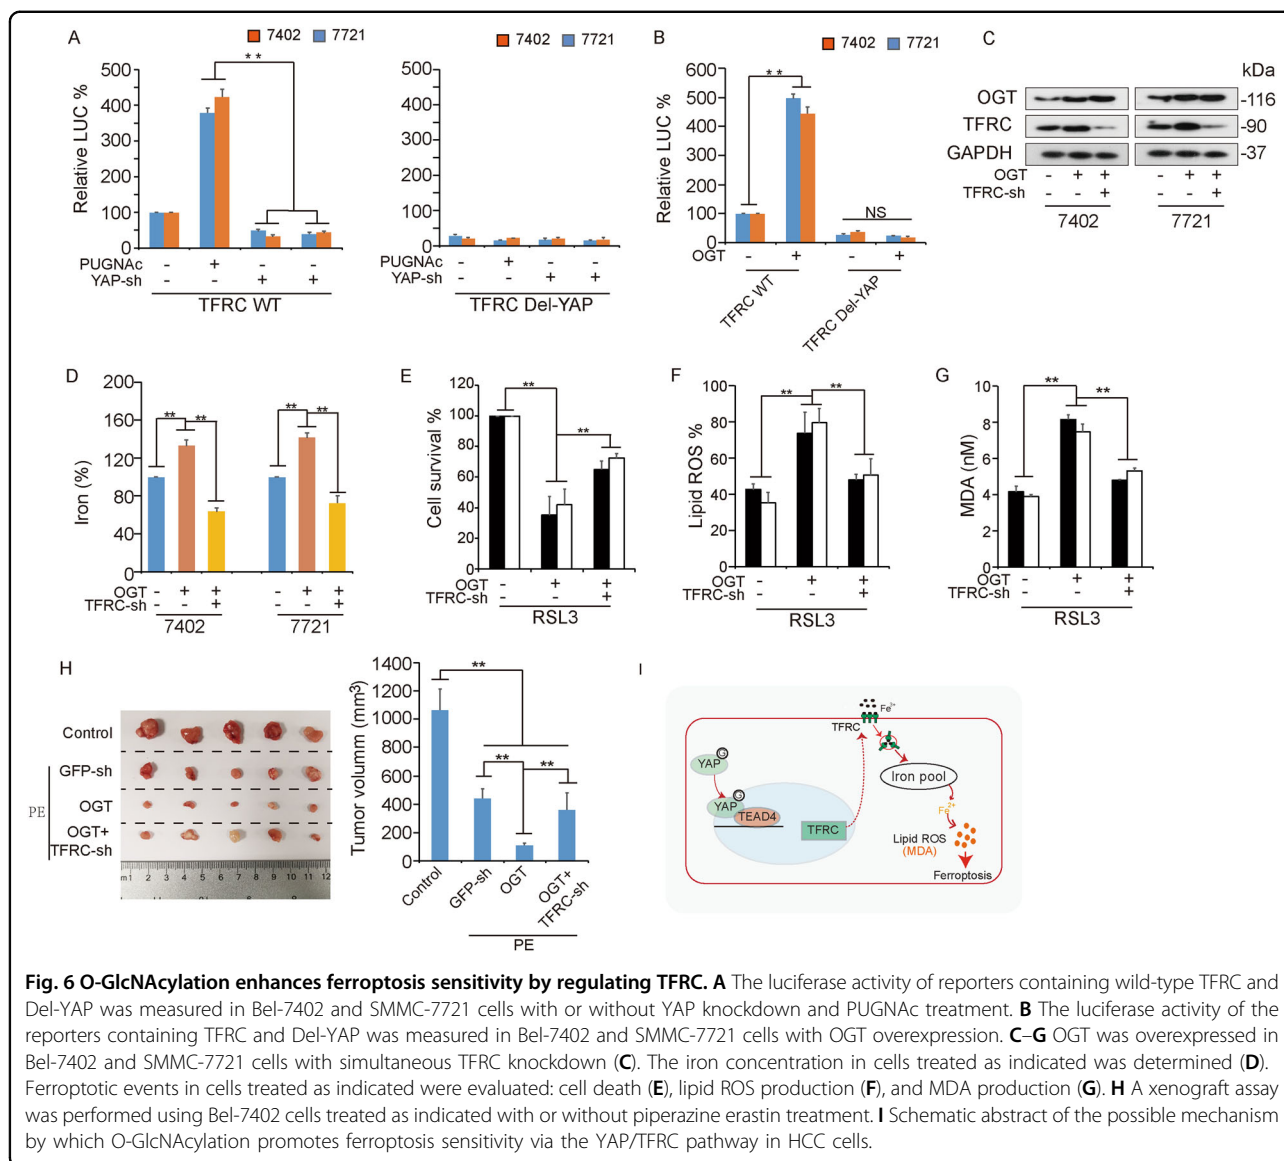 A
7402 7721
Relative LUC %
500
400
300
200
100
0
PUGNAc - + - -
YAP-sh - - + +
TFRC WT
**
7402 7721
500
400
300
200
100
0
PUGNAc - + - -
YAP-sh - - + +
TFRC Del-YAP
B
7402 7721
Relative LUC %
600
500
400
300
200
100
0
**
NS
OGT - + - +
TFRC WT
TFRC Del-YAP
C
kDa
OGT -116
TFRC -90
GAPDH -37
OGT - + + - + +
TFRC-sh - - + - - +
7402 7721
D
Iron (%)
200
160
120
80
40
0
** ** ** **
OGT - + + - + +
TFRC-sh - - + - - +
7402 7721
E
Cell survival %
120
100
80
60
40
20
0
**
**
OGT - + +
TFRC-sh - - +
RSL3
F
Lipid ROS %
100
80
60
40
20
0
** **
OGT - + +
TFRC-sh - - +
RSL3
G
MDA (nM)
10
8
6
4
2
0
**
**
OGT - + +
TFRC-sh - - +
RSL3
H
Control
GFP-sh
PE
OGT
OGT+
TFRC-sh
m1 2 3 4 5 6 7 8 9 10 11 12
Tumor volumm (mm³)
1400
1200
1000
800
600
400
200
0
**
** **
Control
GFP-sh
OGT
OGT+
TFRC-sh
PE
I
TFRC
Fe³⁺
G
YAP
G
YAP
TEAD4
TFRC
Iron pool
Fe²⁺
Lipid ROS
(MDA)
Ferroptosis
Fig. 6 O-GlcNAcylation enhances ferroptosis sensitivity by regulating TFRC. A The luciferase activity of reporters containing wild-type TFRC and
Del-YAP was measured in Bel-7402 and SMMC-7721 cells with or without YAP knockdown and PUGNAc treatment. B The luciferase activity of the
reporters containing TFRC and Del-YAP was measured in Bel-7402 and SMMC-7721 cells with OGT overexpression. C–G OGT was overexpressed in
Bel-7402 and SMMC-7721 cells with simultaneous TFRC knockdown (C). The iron concentration in cells treated as indicated was determined (D).
Ferroptotic events in cells treated as indicated were evaluated: cell death (E), lipid ROS production (F), and MDA production (G). H A xenograft assay
was performed using Bel-7402 cells treated as indicated with or without piperazine erastin treatment. I Schematic abstract of the possible mechanism
by which O-GlcNAcylation promotes ferroptosis sensitivity via the YAP/TFRC pathway in HCC cells.